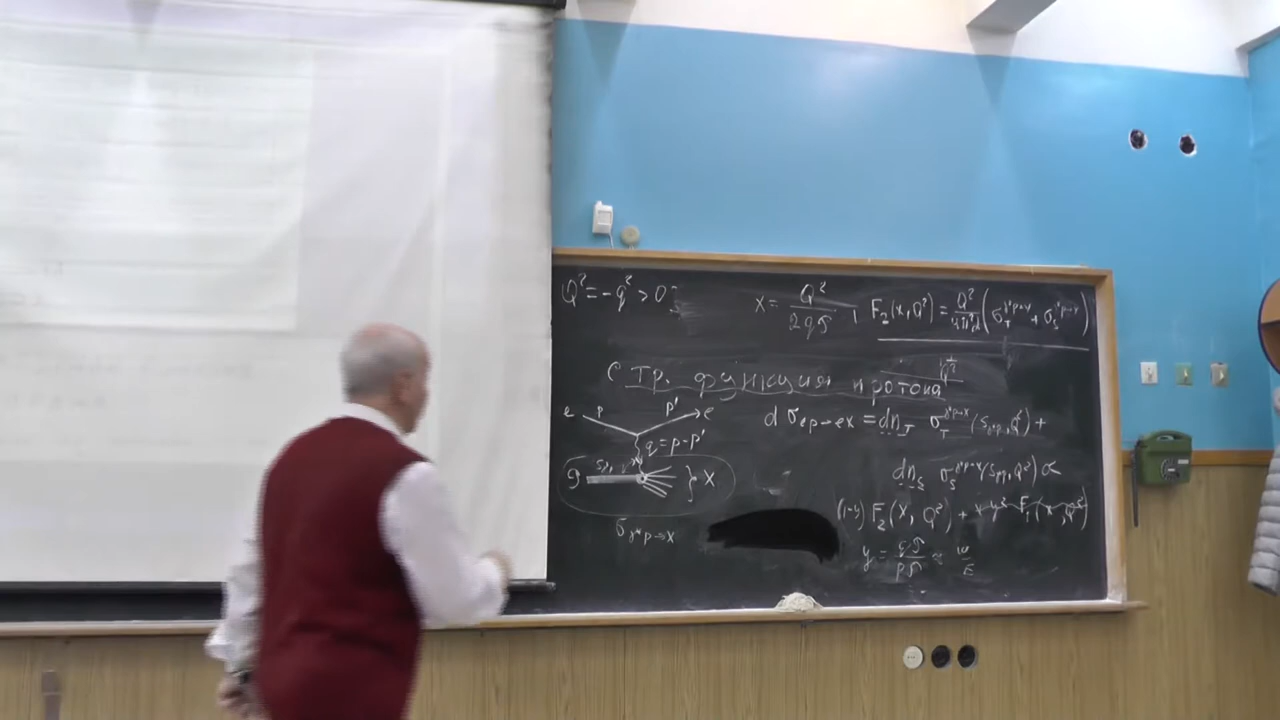 Q² = -q² > 0
x = Q² / 2q𝒫, F₂(x, Q²) = Q² / 4π²α (σ_T^{γ*p→x} + σ_S^{γ*p→x})
Стр. функция протона
e p p' e
dσ_{ep→ex} = dn_T σ_T^{γ*p→x}(s_{γ*p}, Q²) +
q = p - p'
𝒫 } X
dn_S σ_S^{γ*p→x}(s_{γp}, Q²) ∝
(1-y) F₂(x, Q²) + x y² F₁(x, Q²)
σ_{γ*p→x}
y = q𝒫 / p𝒫 ≈ ω / E